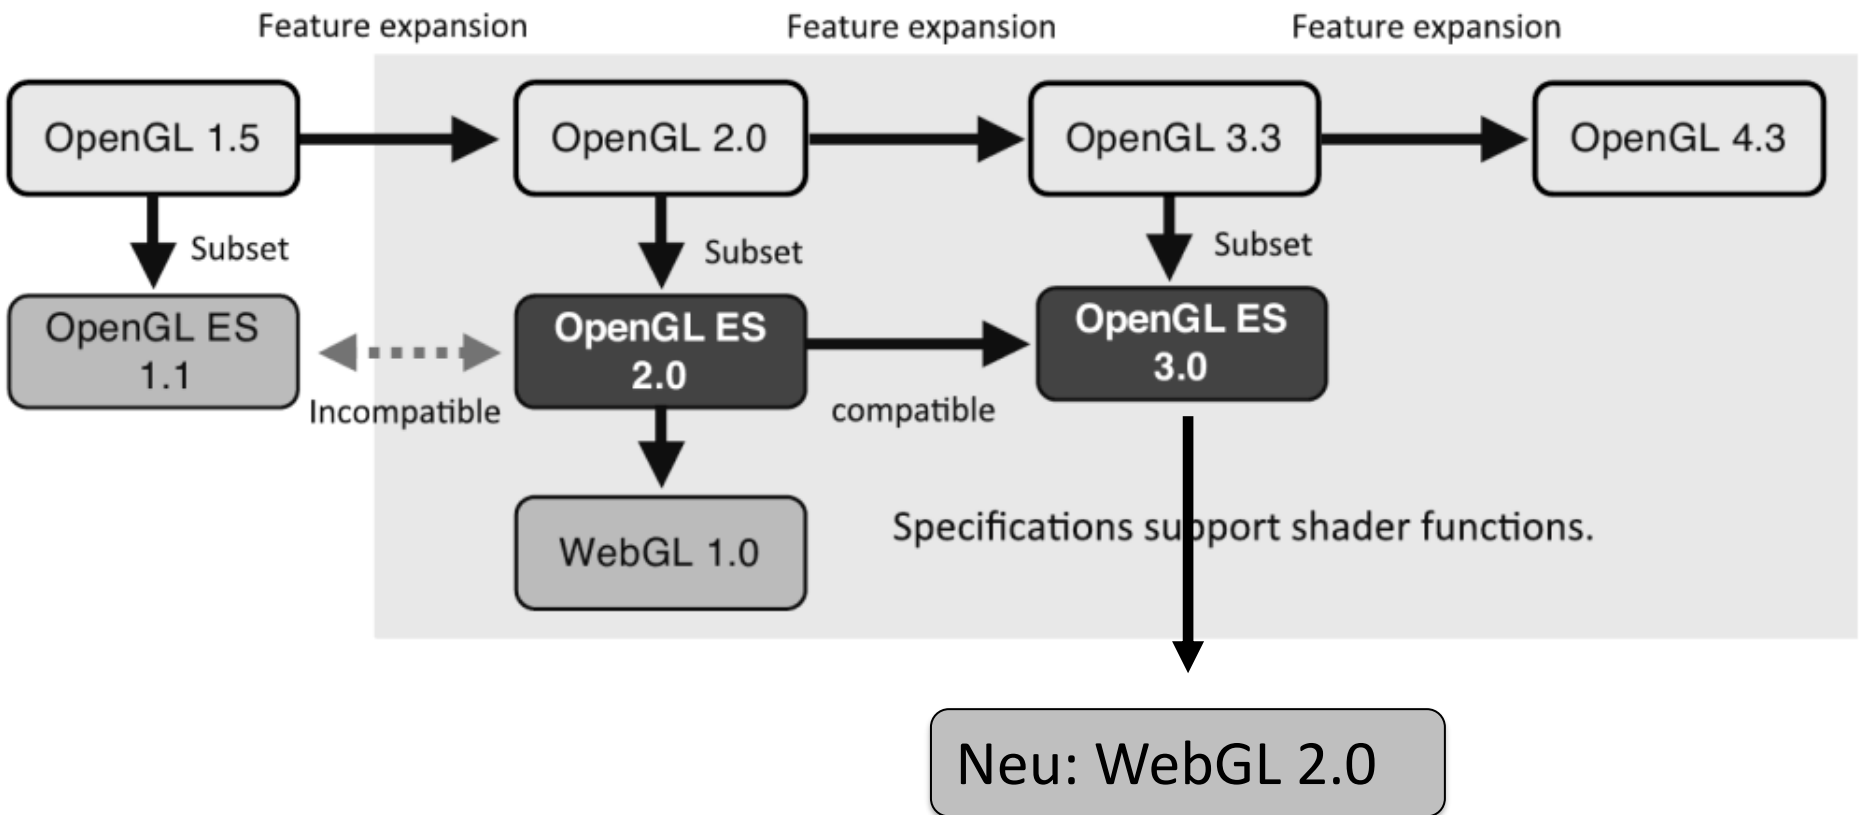 Feature expansion
Feature expansion
Feature expansion
OpenGL 1.5
OpenGL 2.0
OpenGL 3.3
OpenGL 4.3
Subset
Subset
Subset
OpenGL ES
1.1
Incompatible
OpenGL ES
2.0
compatible
OpenGL ES
3.0
WebGL 1.0
Specifications support shader functions.
Neu: WebGL 2.0